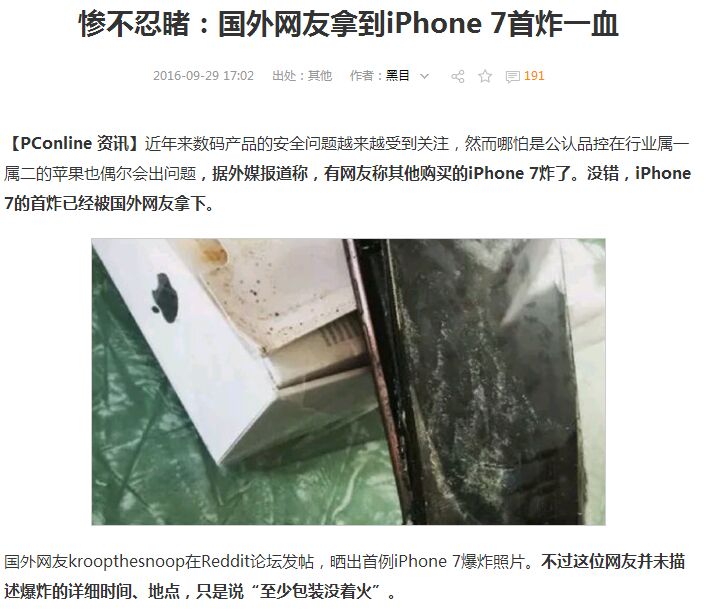 惨不忍睹：国外网友拿到iPhone 7首炸一血
2016-09-29 17:02 出处：其他 作者：黑目 191
【PConline 资讯】近年来数码产品的安全问题越来越受到关注，然而哪怕是公认品控在行业属一
属二的苹果也偶尔会出问题，据外媒报道称，有网友称其他购买的iPhone 7炸了。没错，iPhone
7的首炸已经被国外网友拿下。
国外网友kroopthesnoop在Reddit论坛发帖，晒出首例iPhone 7爆炸照片。不过这位网友并未描
述爆炸的详细时间、地点，只是说“至少包装没着火”。